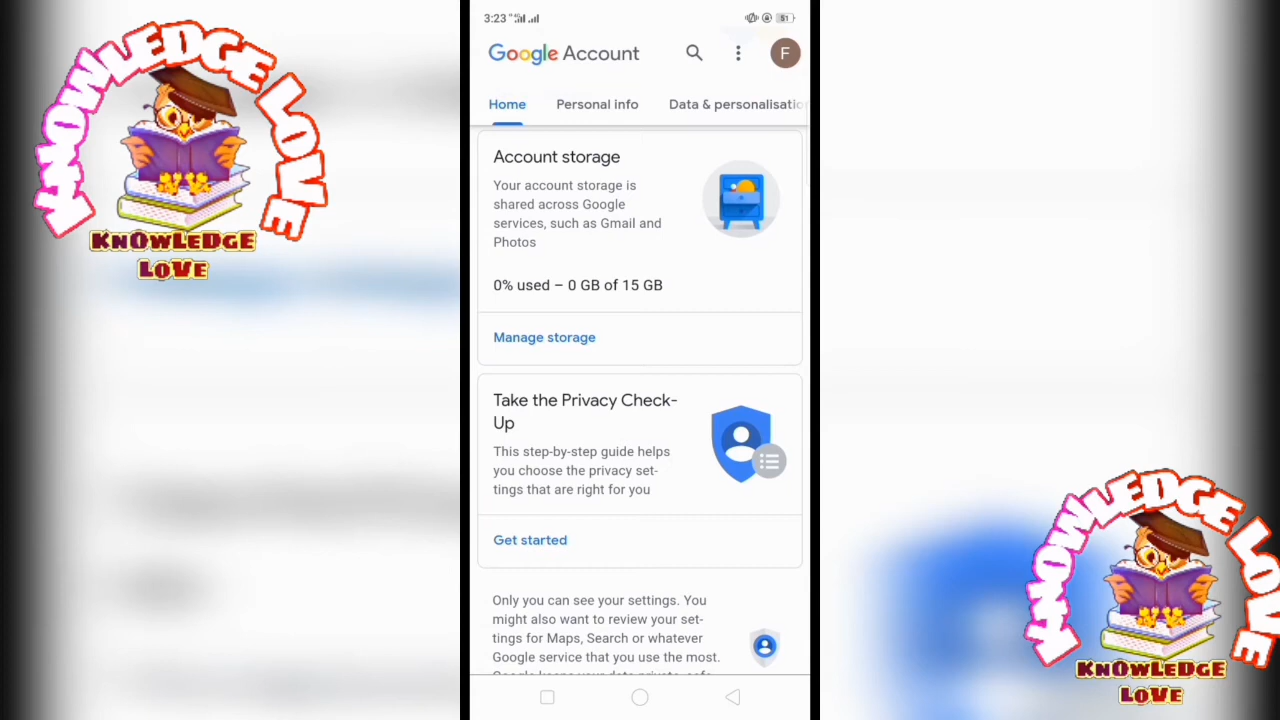 KNOWLEDGE LOVE
KNOWLEDGE
LOVE
3:23
51
Google Account
F
Home Personal info Data & personalisatio
Account storage
Your account storage is
shared across Google
services, such as Gmail and
Photos
0% used – 0 GB of 15 GB
Manage storage
Take the Privacy Check-
Up
This step-by-step guide helps
you choose the privacy set-
tings that are right for you
Get started
Only you can see your settings. You
might also want to review your set-
tings for Maps, Search or whatever
Google service that you use the most.
KNOWLEDGE LOVE
KNOWLEDGE
LOVE